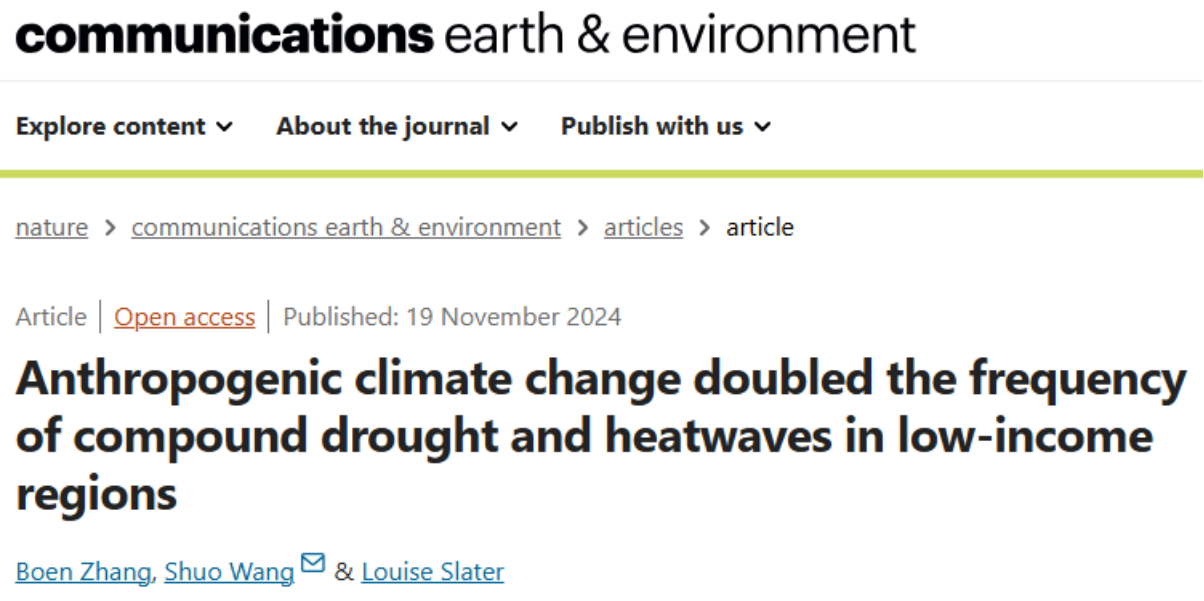 communications earth & environment
Explore content About the journal Publish with us
nature > communications earth & environment > articles > article
Article | Open access | Published: 19 November 2024
Anthropogenic climate change doubled the frequency
of compound drought and heatwaves in low-income
regions
Boen Zhang, Shuo Wang & Louise Slater